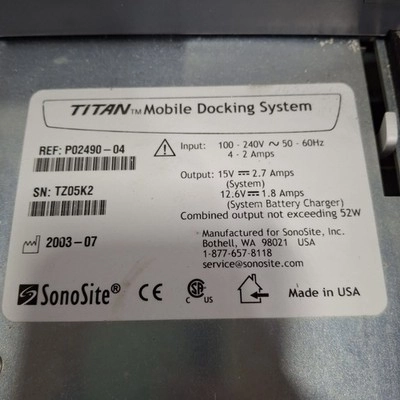 TITAN™ Mobile Docking System
REF: P02490-04
Input: 100 - 240V ~ 50 - 60Hz
4 - 2 Amps
SN: TZ05K2
Output: 15V ⎓ 2.7 Amps
(System)
12.6V ⎓ 1.8 Amps
(System Battery Charger)
Combined output not exceeding 52W
2003-07
Manufactured for SonoSite, Inc.
Bothell, WA 98021 USA
1-877-657-8118
service@sonosite.com
SonoSite®
CE
SA
C US
Made in USA